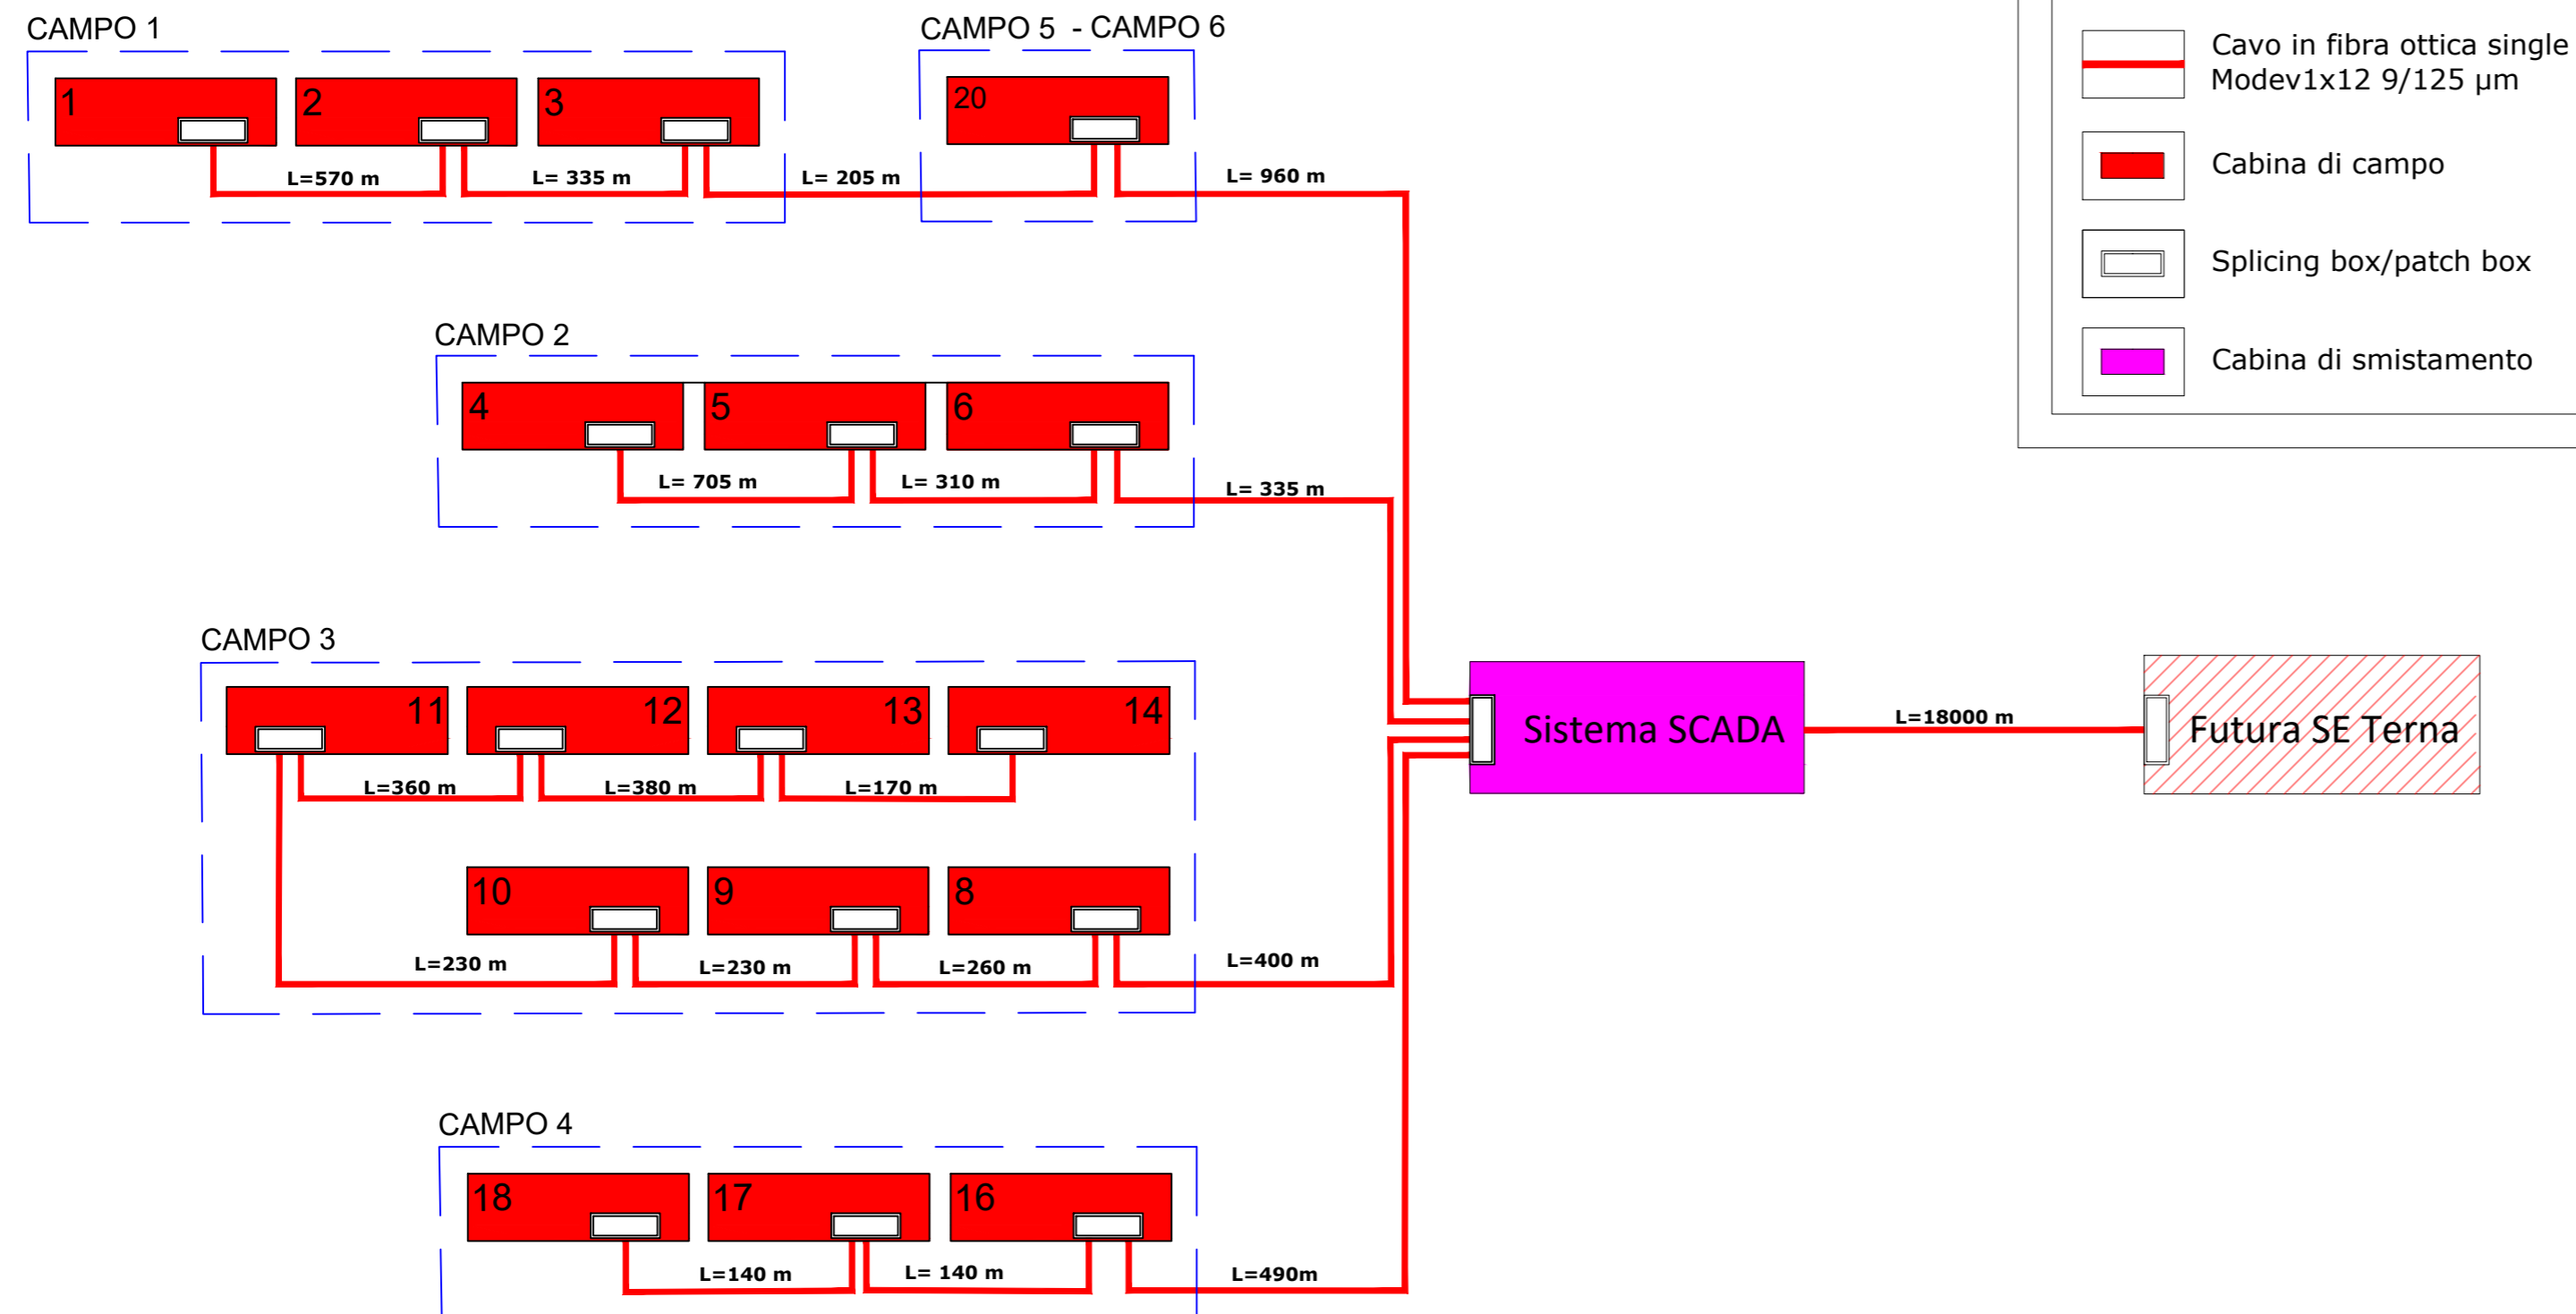 CAMPO 1
CAMPO 5  - CAMPO 6
1
2
3
20
L=570 m
L= 335 m
L= 205 m
L= 960 m
Cavo in fibra ottica single
Modev1x12 9/125 µm
Cabina di campo
Splicing box/patch box
Cabina di smistamento
CAMPO 2
4
5
6
L= 705 m
L= 310 m
L= 335 m
CAMPO 3
11
12
13
14
L=360 m
L=380 m
L=170 m
10
9
8
L=230 m
L=230 m
L=260 m
L=400 m
Sistema SCADA
L=18000 m
Futura SE Terna
CAMPO 4
18
17
16
L=140 m
L= 140 m
L=490m